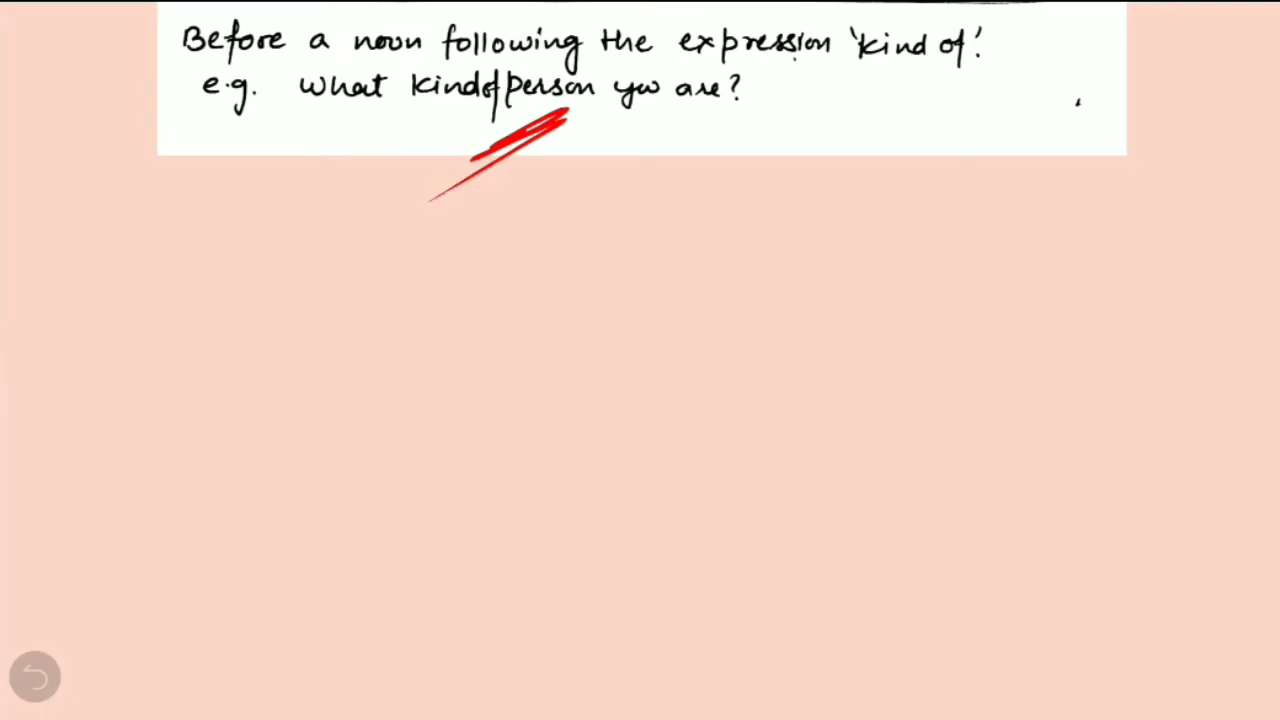 Before a noun following the expression 'kind of'.
e.g. What kind of person you are?